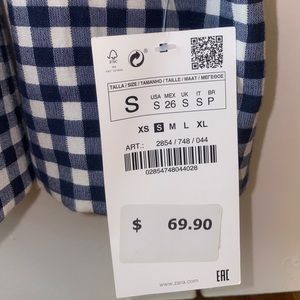 FSC
TALLA / SIZE / TAMANHO / TAILLE / MAAT / ΜΕΓΕΘΟΣ
S
USA MEX UK IT BR
S 26 S S P
XS S M L XL
ART.: 2854 / 748 / 044
02854748044028
$ 69.90
www.zara.com
EAC